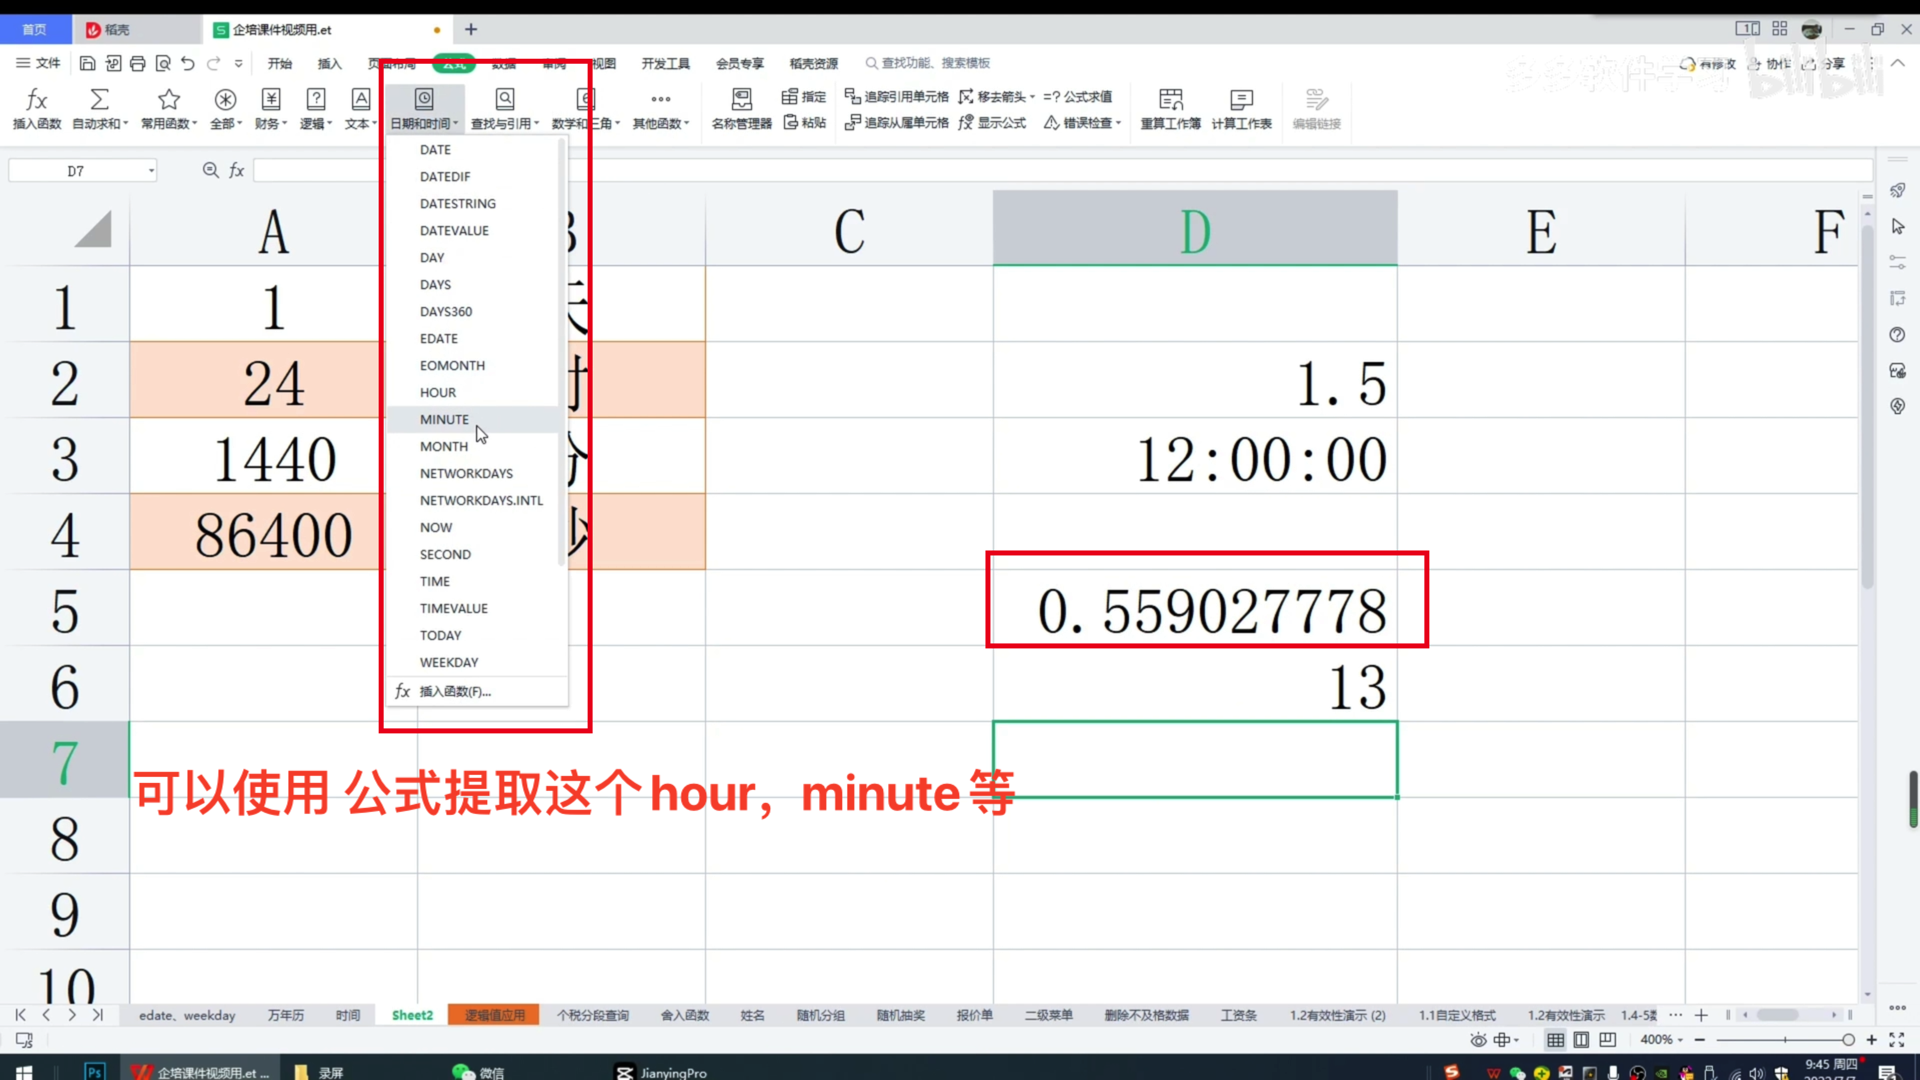 首页
稻壳
企培课件视频用.et
文件
开始
插入
页面布局
公式
数据
审阅
视图
开发工具
会员专享
稻壳资源
查找功能、搜索模板
有修改
协作
分享
bilibili
插入函数
自动求和
常用函数
全部
财务
逻辑
文本
日期和时间
查找与引用
数学和三角
其他函数
名称管理器
指定
粘贴
追踪引用单元格
追踪从属单元格
移去箭头
显示公式
=? 公式求值
错误检查
重算工作簿
计算工作表
编辑链接
D7
fx
DATE
DATEDIF
DATESTRING
DATEVALUE
DAY
DAYS
DAYS360
EDATE
EOMONTH
HOUR
MINUTE
MONTH
NETWORKDAYS
NETWORKDAYS.INTL
NOW
SECOND
TIME
TIMEVALUE
TODAY
WEEKDAY
fx 插入函数(F)...
A B C D E F
1 1 天
2 24 时 1.5
3 1440 分 12:00:00
4 86400 秒
5 0.559027778
6 13
7
可以使用 公式提取这个hour，minute等
8
9
10
edate、weekday
万年历
时间
Sheet2
逻辑值应用
个税分段查询
舍入函数
姓名
随机分组
随机抽奖
报价单
二级菜单
删除不及格数据
工资条
1.2有效性演示 (2)
1.1自定义格式
1.2有效性演示
400%
Ps
企培课件视频用.et ...
录屏
微信
JianyingPro
9:45 周四